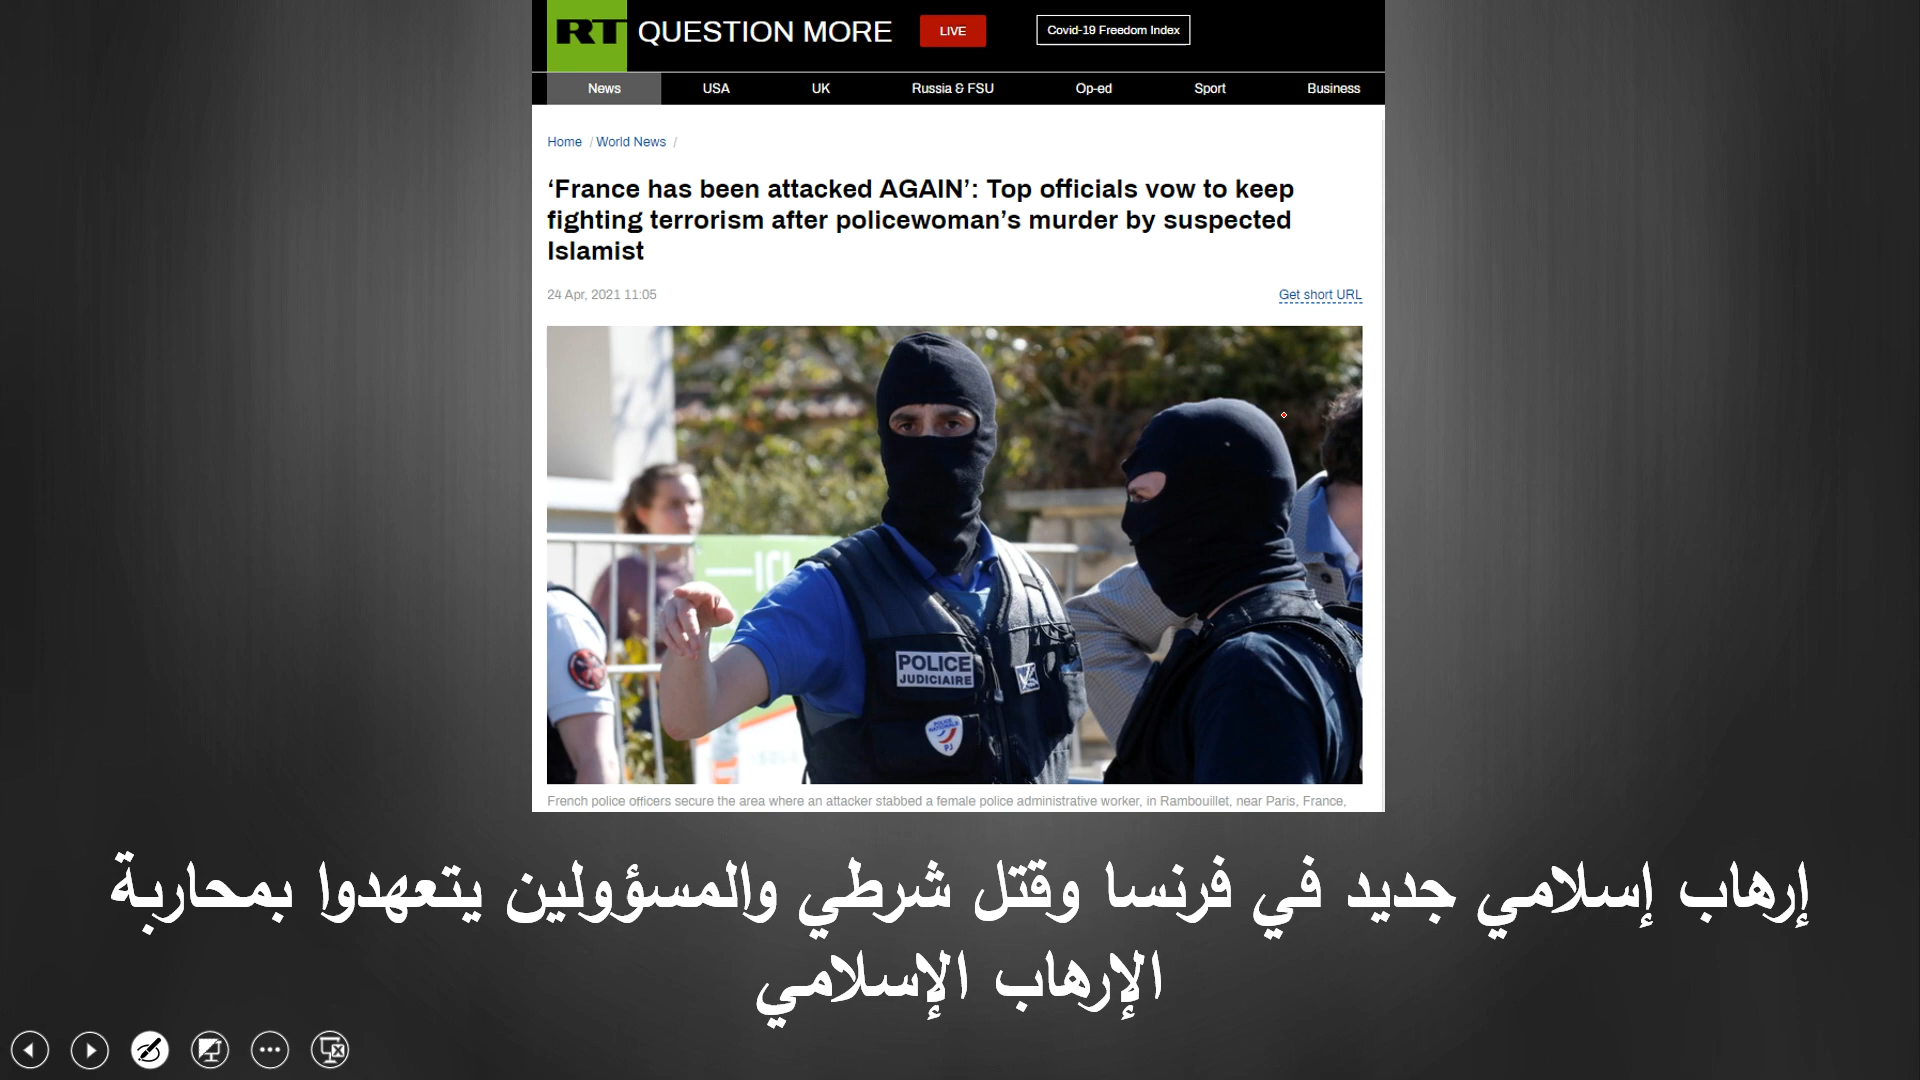 RT QUESTION MORE LIVE Covid-19 Freedom Index
News USA UK Russia & FSU Op-ed Sport Business
Home / World News /
‘France has been attacked AGAIN’: Top officials vow to keep
fighting terrorism after policewoman’s murder by suspected
Islamist
24 Apr, 2021 11:05 Get short URL
ICI
POLICE
JUDICIAIRE
POLICE
NATIONALE
PJ
French police officers secure the area where an attacker stabbed a female police administrative worker, in Rambouillet, near Paris, France,
إرهاب إسلامي جديد في فرنسا وقتل شرطي والمسؤولين يتعهدوا بمحاربة
الإرهاب الإسلامي